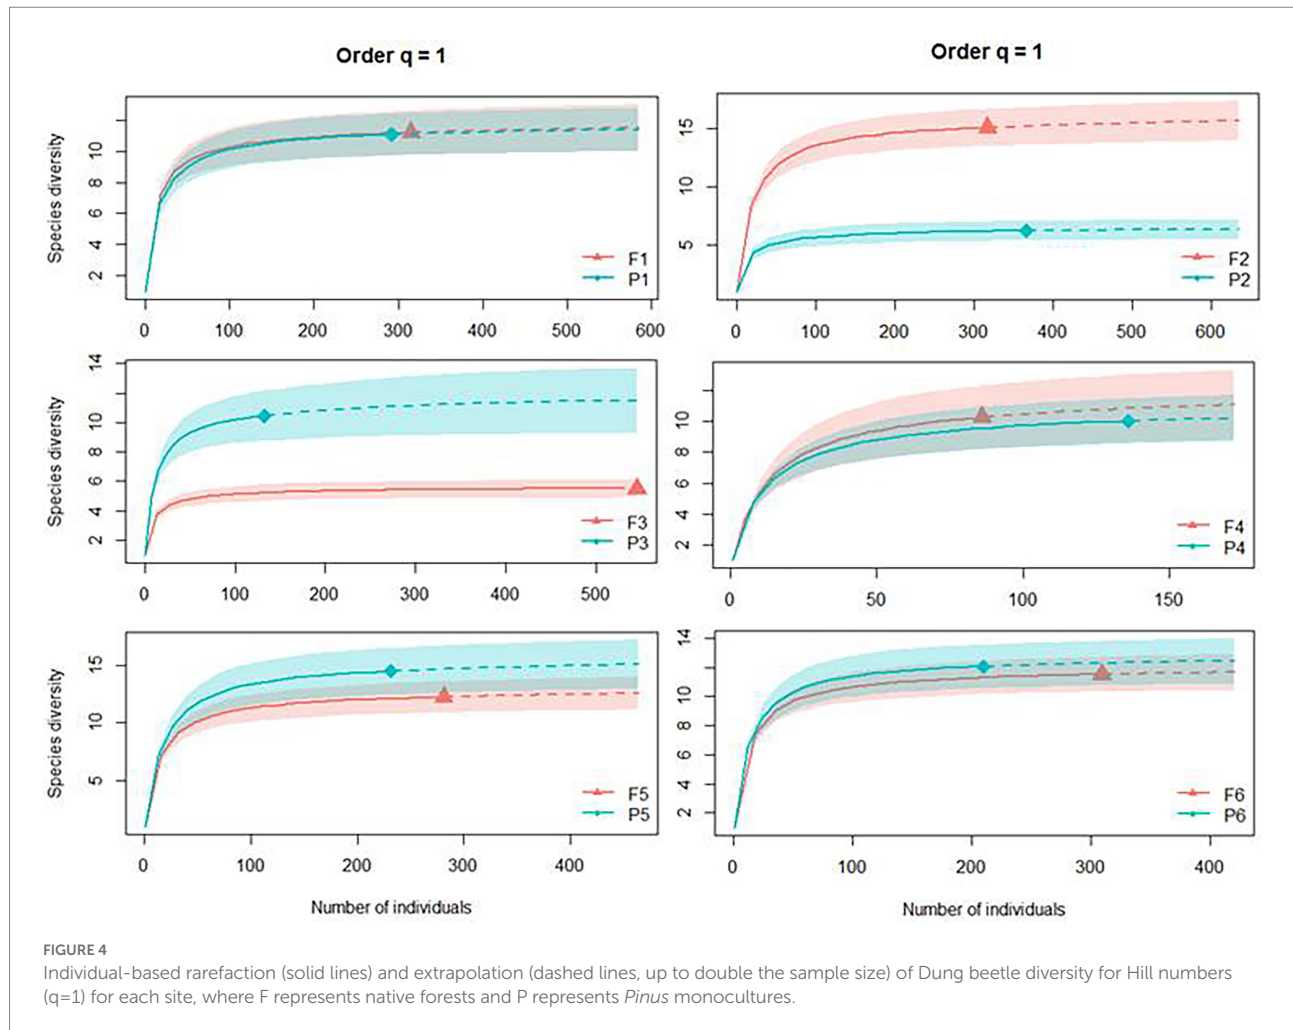 Order q = 1
Order q = 1
Species diversity
2
4
6
8
10
0
100
200
300
400
500
600
F1
P1
5
10
15
0
100
200
300
400
500
600
F2
P2
Species diversity
2
4
6
8
10
14
0
100
200
300
400
500
F3
P3
2
4
6
8
10
0
50
100
150
F4
P4
Species diversity
5
10
15
0
100
200
300
400
F5
P5
Number of individuals
2
4
6
8
10
14
0
100
200
300
400
F6
P6
Number of individuals
FIGURE 4
Individual-based rarefaction (solid lines) and extrapolation (dashed lines, up to double the sample size) of Dung beetle diversity for Hill numbers
(q=1) for each site, where F represents native forests and P represents Pinus monocultures.